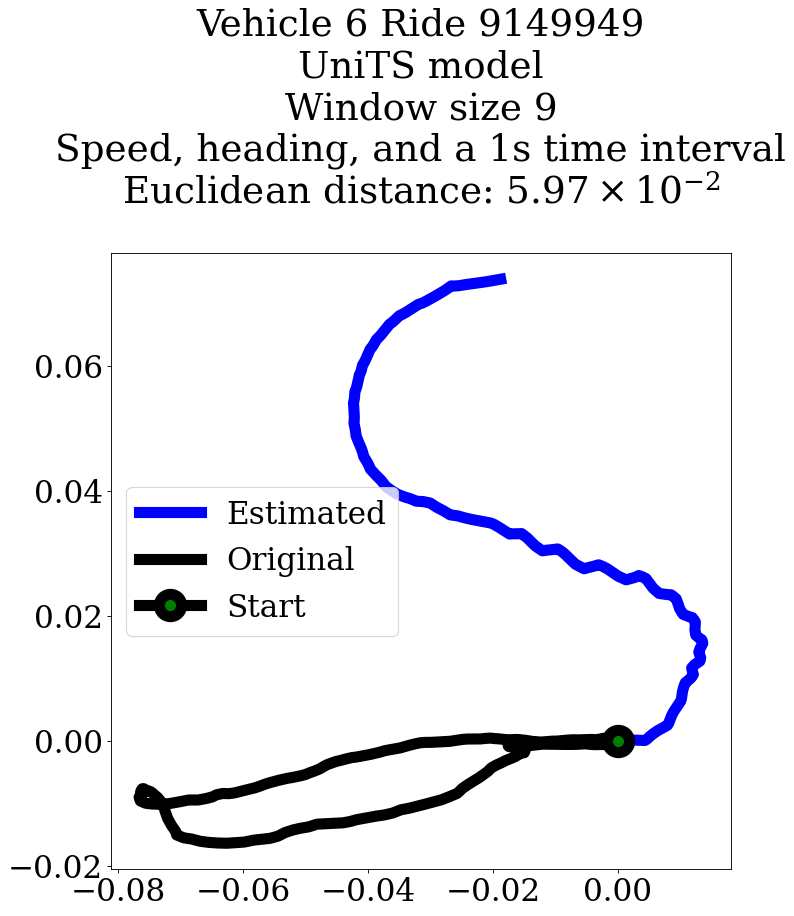 Vehicle 6 Ride 9149949
UniTS model
Window size 9
Speed, heading, and a 1s time interval
Euclidean distance: 5.97 × 10⁻²
0.06
0.04
0.02
0.00
−0.02
Estimated
Original
Start
−0.08 −0.06 −0.04 −0.02 0.00